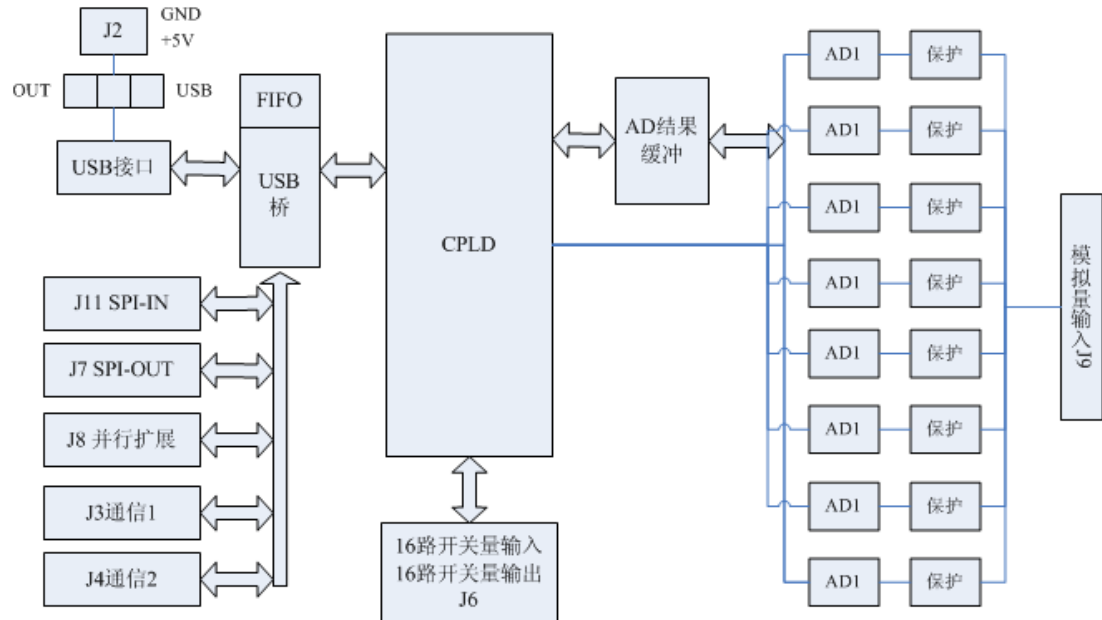 J2
GND
+5V
OUT
USB
USB接口
FIFO
USB
桥
J11 SPI-IN
J7 SPI-OUT
J8 并行扩展
J3通信1
J4通信2
CPLD
16路开关量输入
16路开关量输出
J6
AD结果
缓冲
AD1
保护
AD1
保护
AD1
保护
AD1
保护
AD1
保护
AD1
保护
AD1
保护
AD1
保护
模拟量输入J9